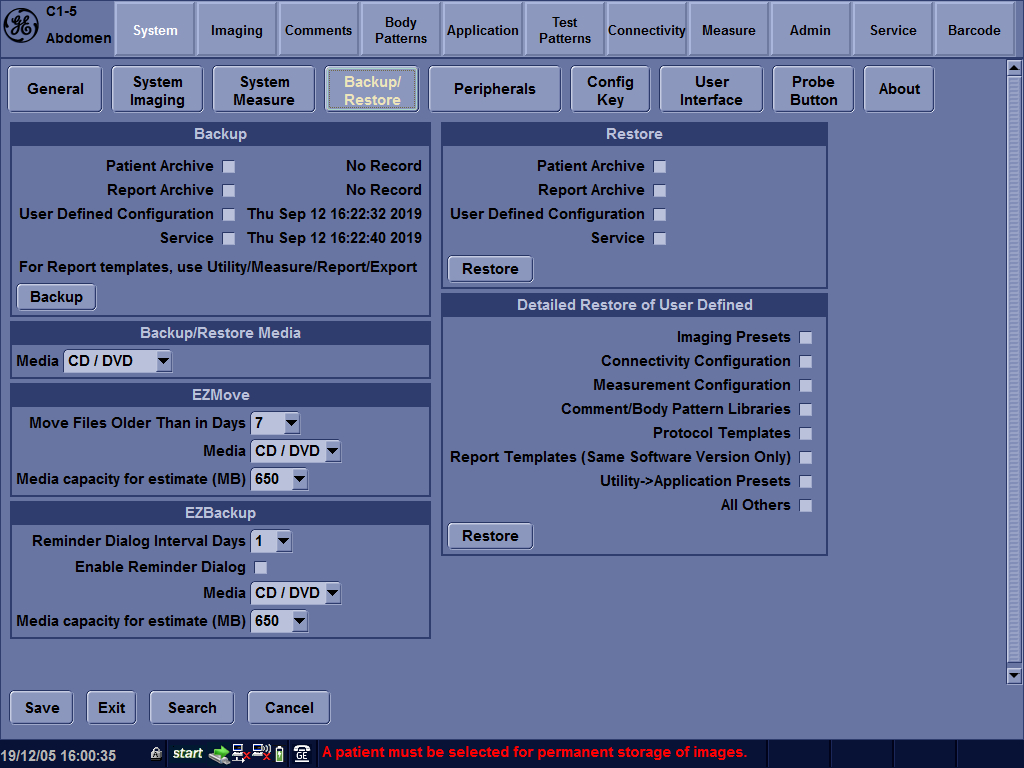 C1-5
Abdomen
System
Imaging
Comments
Body
Patterns
Application
Test
Patterns
Connectivity
Measure
Admin
Service
Barcode
General
System
Imaging
System
Measure
Backup/
Restore
Peripherals
Config
Key
User
Interface
Probe
Button
About
Backup
Patient Archive No Record
Report Archive No Record
User Defined Configuration Thu Sep 12 16:22:32 2019
Service Thu Sep 12 16:22:40 2019
For Report templates, use Utility/Measure/Report/Export
Backup
Backup/Restore Media
Media CD / DVD
EZMove
Move Files Older Than in Days 7
Media CD / DVD
Media capacity for estimate (MB) 650
EZBackup
Reminder Dialog Interval Days 1
Enable Reminder Dialog
Media CD / DVD
Media capacity for estimate (MB) 650
Restore
Patient Archive
Report Archive
User Defined Configuration
Service
Restore
Detailed Restore of User Defined
Imaging Presets
Connectivity Configuration
Measurement Configuration
Comment/Body Pattern Libraries
Protocol Templates
Report Templates (Same Software Version Only)
Utility->Application Presets
All Others
Restore
Save
Exit
Search
Cancel
19/12/05 16:00:35
start
GE
A patient must be selected for permanent storage of images.